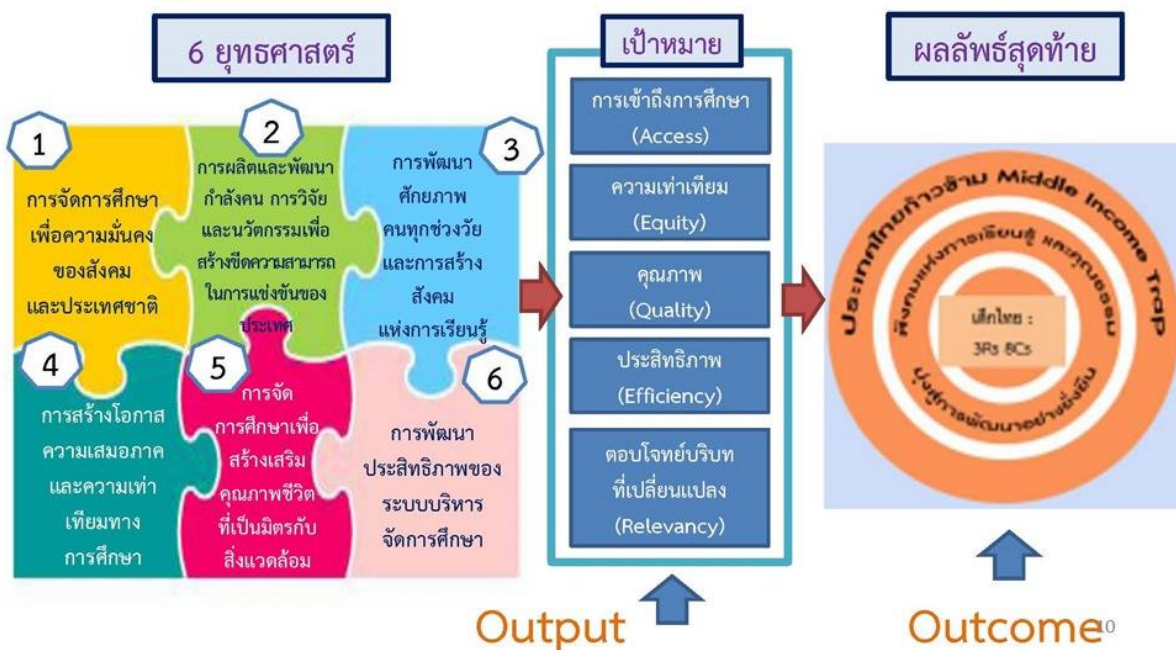 6 ยุทธศาสตร์
1
การจัดการศึกษา
เพื่อความมั่นคง
ของสังคม
และประเทศชาติ
2
การผลิตและพัฒนา
กำลังคน การวิจัย
และนวัตกรรมเพื่อ
สร้างขีดความสามารถ
ในการแข่งขันของ
ประเทศ
3
การพัฒนา
ศักยภาพ
คนทุกช่วงวัย
และการสร้าง
สังคม
แห่งการเรียนรู้
4
การสร้างโอกาส
ความเสมอภาค
และความเท่า
เทียมทาง
การศึกษา
5
การจัด
การศึกษาเพื่อ
สร้างเสริม
คุณภาพชีวิต
ที่เป็นมิตรกับ
สิ่งแวดล้อม
6
การพัฒนา
ประสิทธิภาพของ
ระบบบริหาร
จัดการศึกษา
เป้าหมาย
การเข้าถึงการศึกษา
(Access)
ความเท่าเทียม
(Equity)
คุณภาพ
(Quality)
ประสิทธิภาพ
(Efficiency)
ตอบโจทย์บริบท
ที่เปลี่ยนแปลง
(Relevancy)
Output
ผลลัพธ์สุดท้าย
ประเทศไทยก้าวข้าม Middle Income Trap
สังคมแห่งการเรียนรู้ และคุณธรรม
เด็กไทย :
3Rs 8Cs
มุ่งสู่การพัฒนาอย่างยั่งยืน
Outcome
10